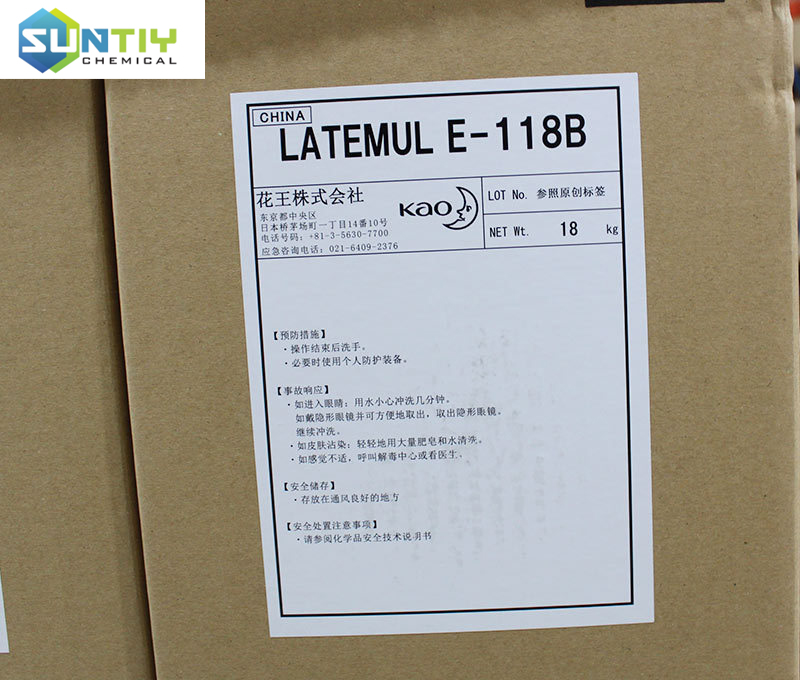 SUNTIY
CHEMICAL
CHINA
LATEMUL E-118B
花王株式会社
东京都中央区
日本桥茅场町一丁目14番10号
电话号码：+81-3-5630-7700
应急咨询电话：021-6409-2376
Kao
LOT No. 参照原创标签
NET Wt. 18 kg
【预防措施】
・操作结束后洗手。
・必要时使用个人防护装备。
【事故响应】
・如进入眼睛：用水小心冲洗几分钟。
如戴隐形眼镜并可方便地取出，取出隐形眼镜。
继续冲洗。
・如皮肤沾染：轻轻地用大量肥皂和水清洗。
・如感觉不适，呼叫解毒中心或看医生。
【安全储存】
・存放在通风良好的地方
【安全处置注意事项】
・请参阅化学品安全技术说明书